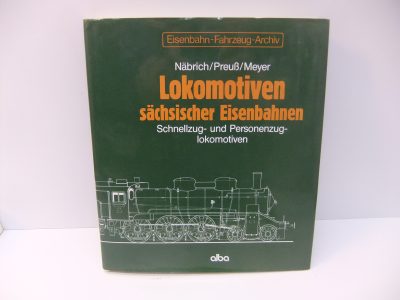 Eisenbahn-Fahrzeug-Archiv
Näbrich/Preuß/Meyer
Lokomotiven
sächsischer Eisenbahnen
Schnellzug- und Personenzug-
lokomotiven
alba